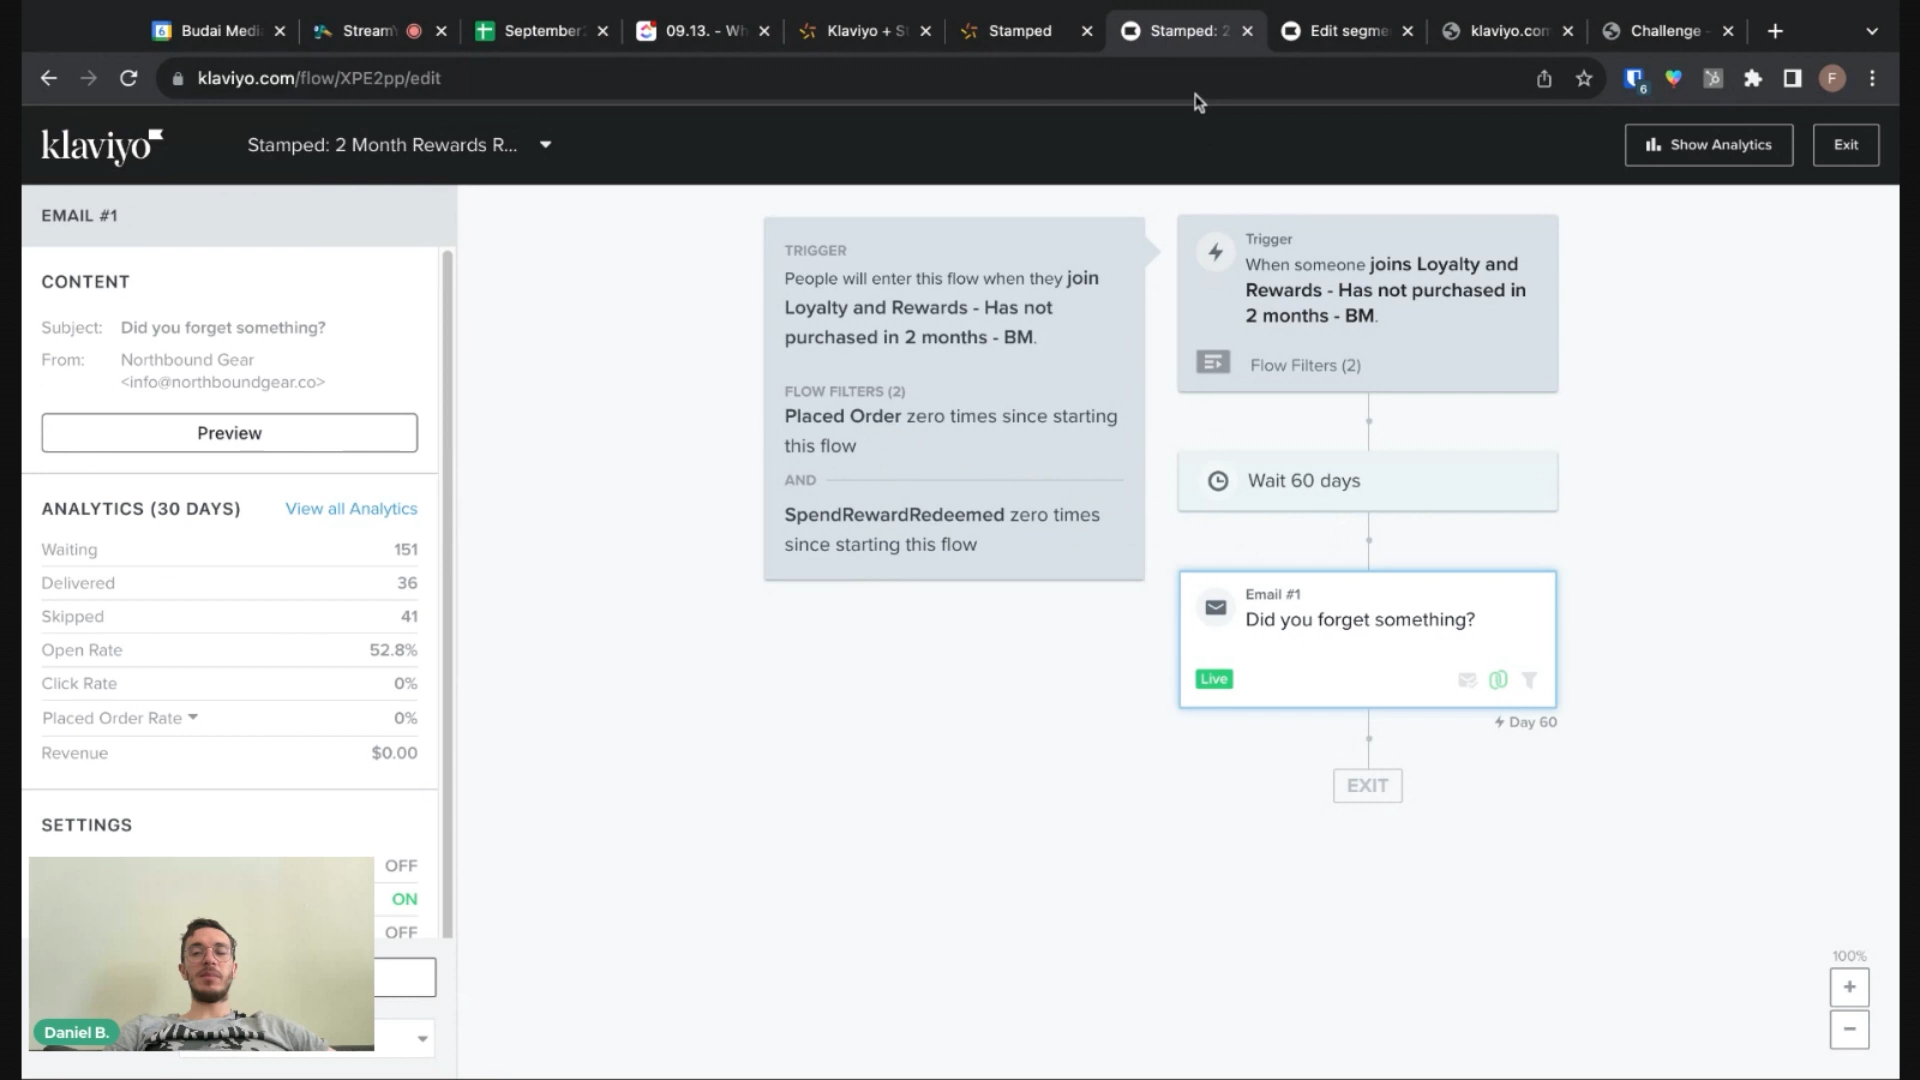 Budai Medi
Stream
September
09.13. - Wh
Klaviyo + S
Stamped
Stamped: 2
Edit segme
klaviyo.com
Challenge -
klaviyo.com/flow/XPE2pp/edit
6
F
klaviyo
Stamped: 2 Month Rewards R...
Show Analytics
Exit
EMAIL #1
CONTENT
Subject: Did you forget something?
From: Northbound Gear
<info@northboundgear.co>
Preview
ANALYTICS (30 DAYS) View all Analytics
Waiting 151
Delivered 36
Skipped 41
Open Rate 52.8%
Click Rate 0%
Placed Order Rate 0%
Revenue $0.00
SETTINGS
OFF
ON
OFF
Daniel B.
TRIGGER
People will enter this flow when they join
Loyalty and Rewards - Has not
purchased in 2 months - BM.
FLOW FILTERS (2)
Placed Order zero times since starting
this flow
AND
SpendRewardRedeemed zero times
since starting this flow
Trigger
When someone joins Loyalty and
Rewards - Has not purchased in
2 months - BM.
Flow Filters (2)
Wait 60 days
Email #1
Did you forget something?
Live
Day 60
EXIT
100%